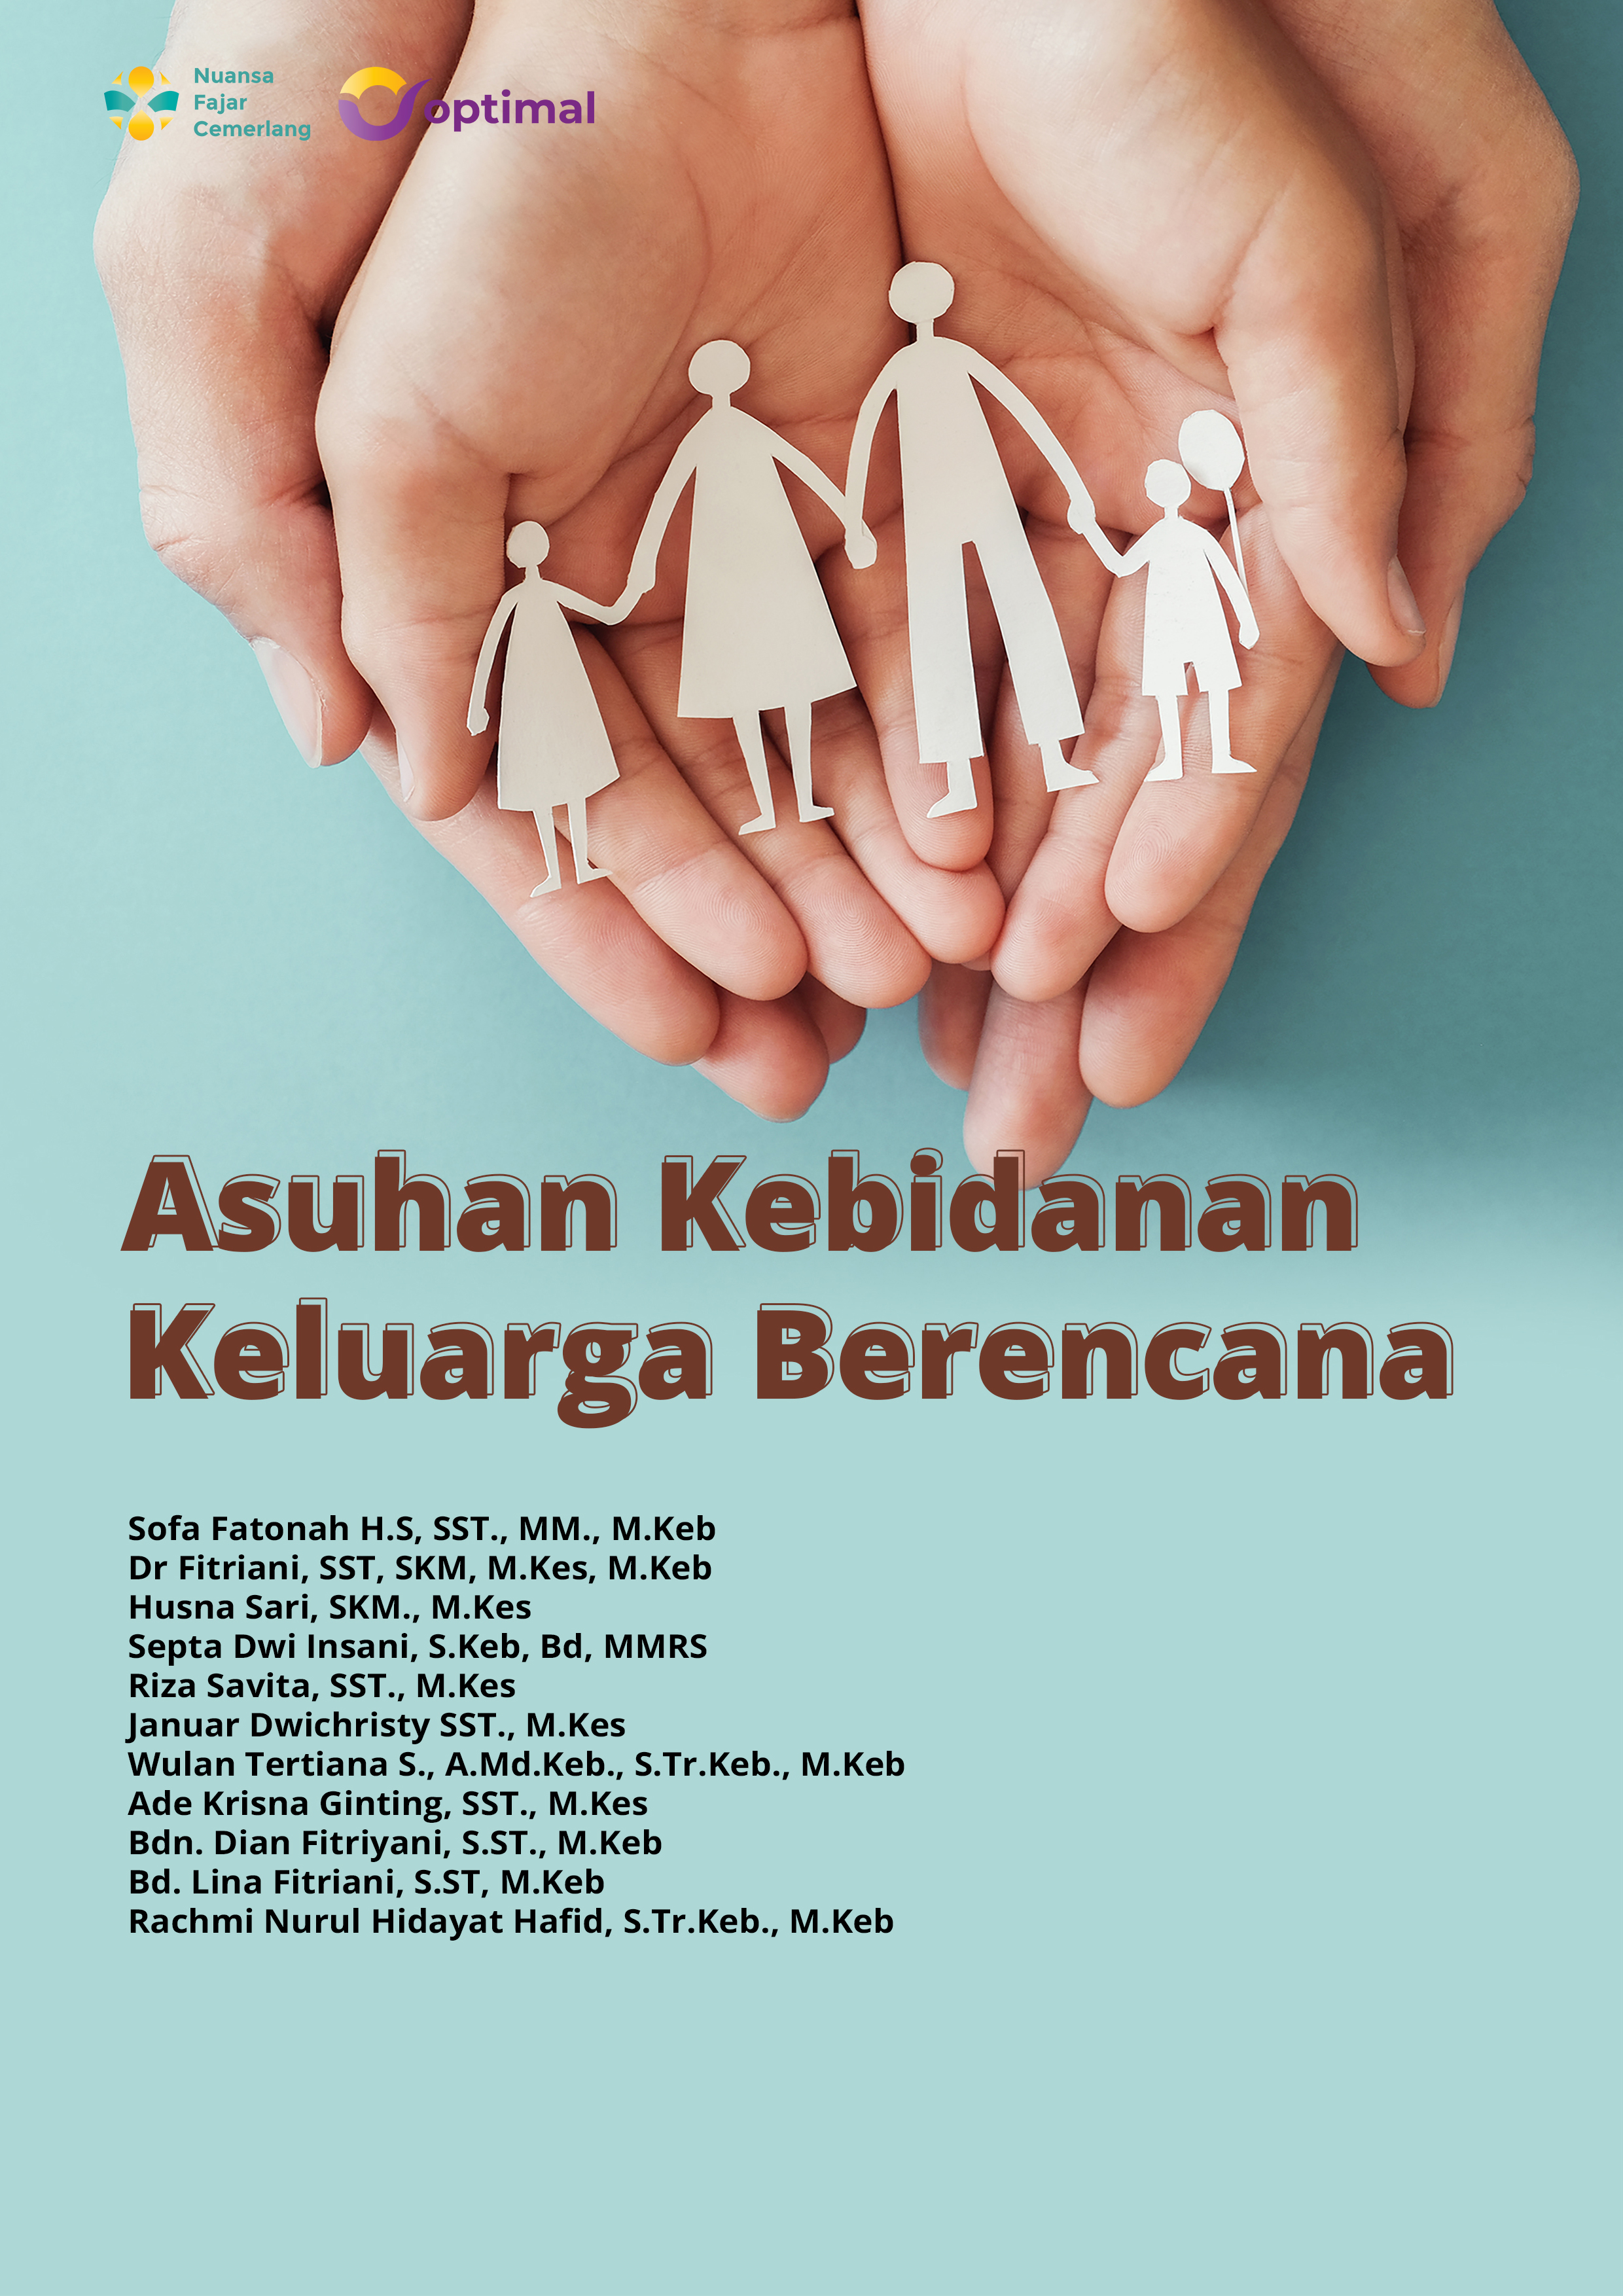 Nuansa
Fajar
Cemerlang
optimal
Asuhan Kebidanan
Keluarga Berencana
Sofa Fatonah H.S, SST., MM., M.Keb
Dr Fitriani, SST, SKM, M.Kes, M.Keb
Husna Sari, SKM., M.Kes
Septa Dwi Insani, S.Keb, Bd, MMRS
Riza Savita, SST., M.Kes
Januar Dwichristy SST., M.Kes
Wulan Tertiana S., A.Md.Keb., S.Tr.Keb., M.Keb
Ade Krisna Ginting, SST., M.Kes
Bdn. Dian Fitriyani, S.ST., M.Keb
Bd. Lina Fitriani, S.ST, M.Keb
Rachmi Nurul Hidayat Hafid, S.Tr.Keb., M.Keb